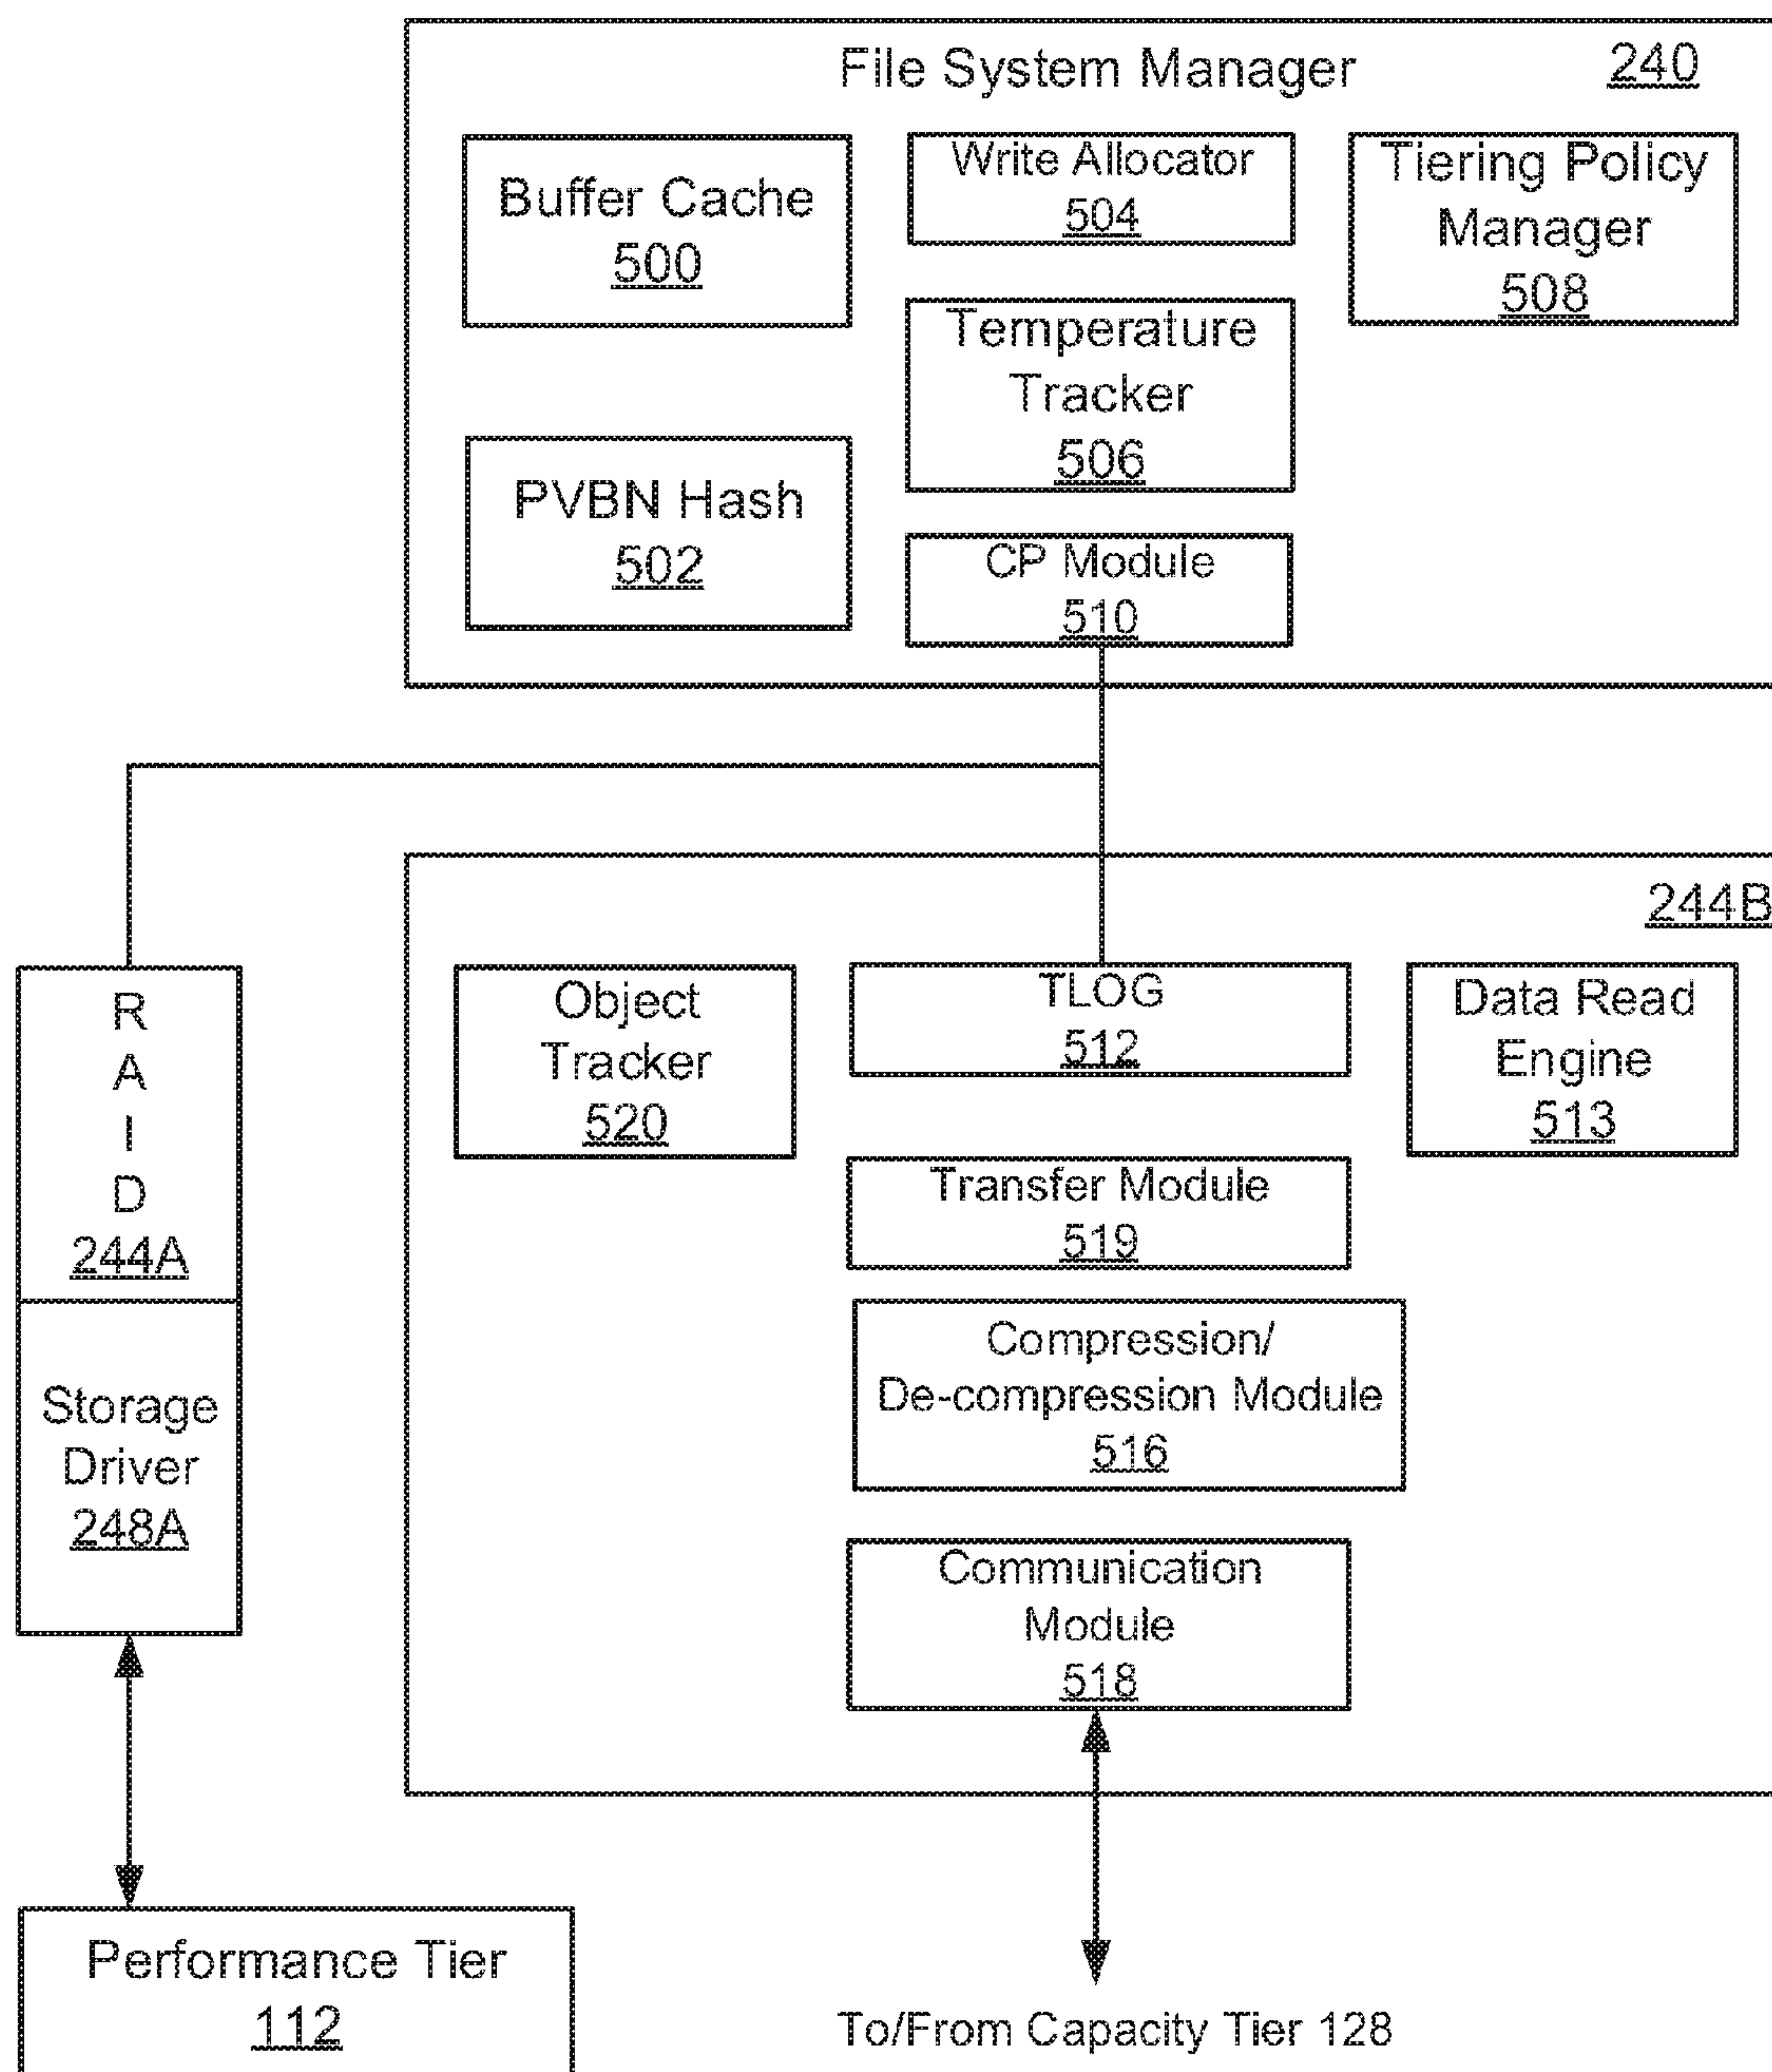 File System Manager 240
Buffer Cache
500
Write Allocator
504
Tiering Policy
Manager
508
Temperature
Tracker
506
PVBN Hash
502
CP Module
510
244B
R
A
I
D
244A
Storage
Driver
248A
Object
Tracker
520
TLOG
512
Data Read
Engine
513
Transfer Module
519
Compression/
De-compression Module
516
Communication
Module
518
Performance Tier
112
To/From Capacity Tier 128